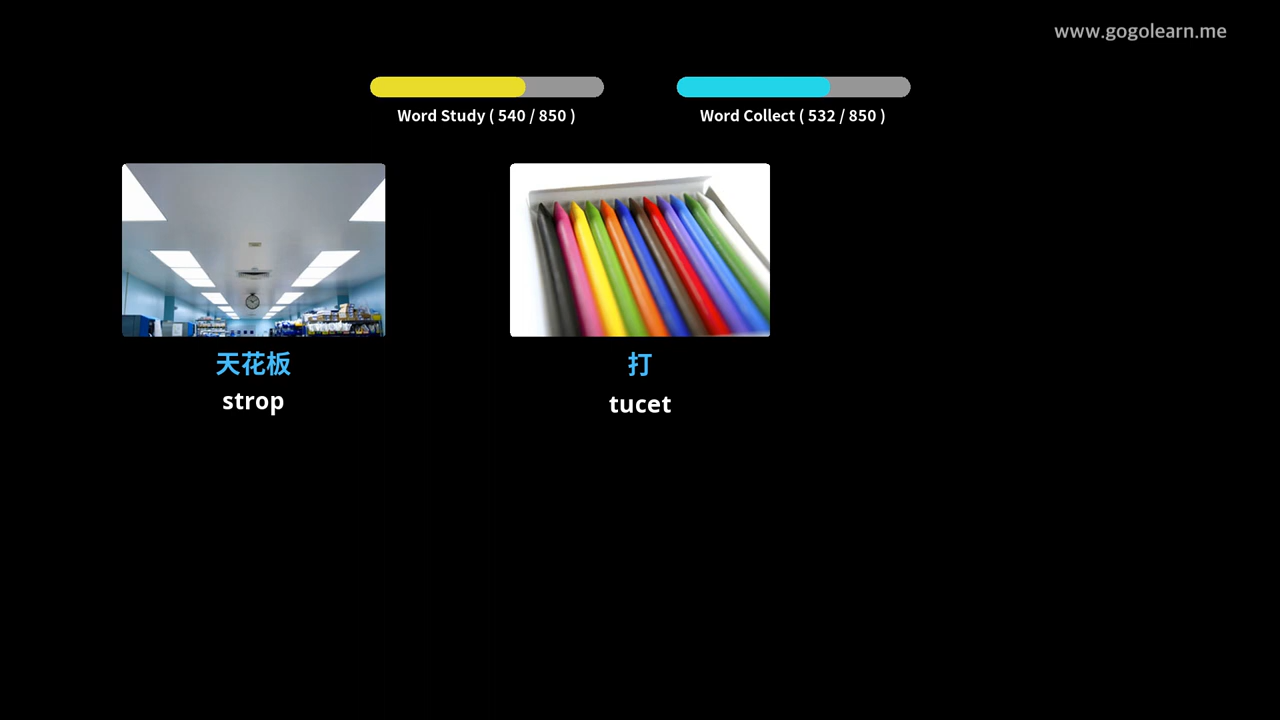 www.gogolearn.me
Word Study ( 540 / 850 )
Word Collect ( 532 / 850 )
天花板
strop
打
tucet